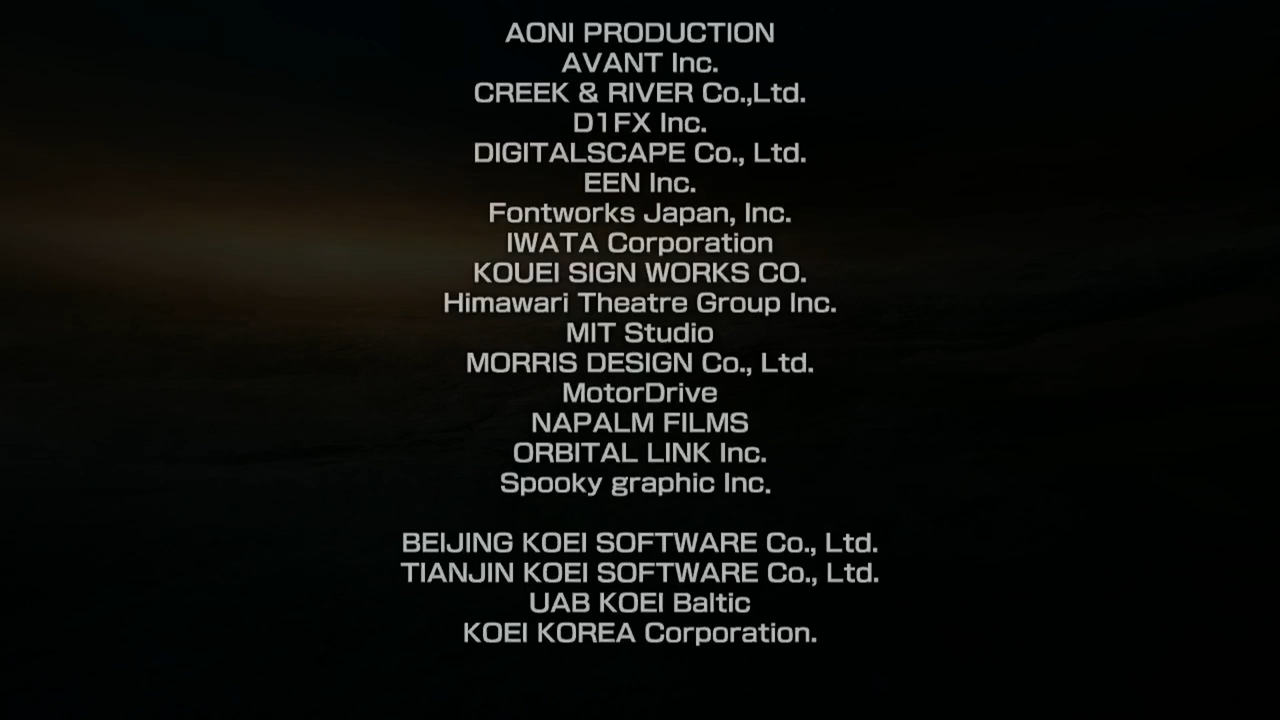 AONI PRODUCTION
AVANT Inc.
CREEK & RIVER Co.,Ltd.
D1FX Inc.
DIGITALSCAPE Co., Ltd.
EEN Inc.
Fontworks Japan, Inc.
IWATA Corporation
KOUEI SIGN WORKS CO.
Himawari Theatre Group Inc.
MIT Studio
MORRIS DESIGN Co., Ltd.
MotorDrive
NAPALM FILMS
ORBITAL LINK Inc.
Spooky graphic Inc.
BEIJING KOEI SOFTWARE Co., Ltd.
TIANJIN KOEI SOFTWARE Co., Ltd.
UAB KOEI Baltic
KOEI KOREA Corporation.